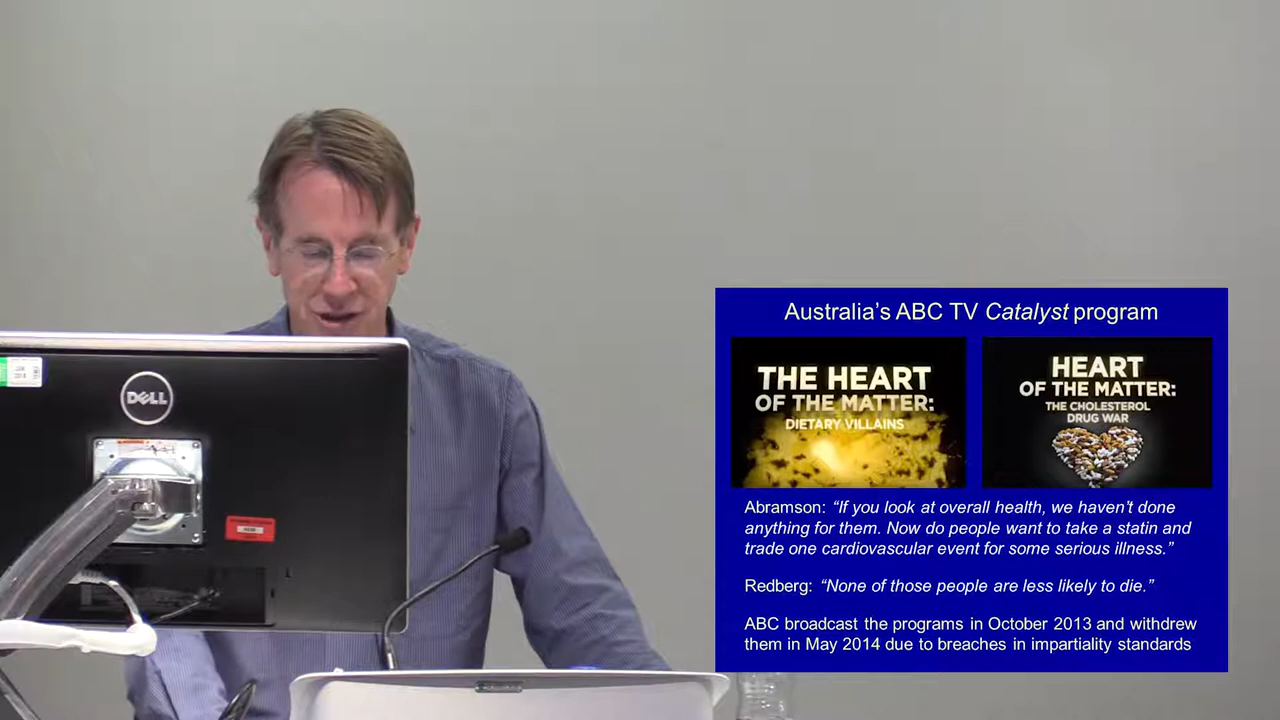 DELL
Australia's ABC TV Catalyst program
THE HEART
OF THE MATTER:
DIETARY VILLAINS
HEART
OF THE MATTER:
THE CHOLESTEROL
DRUG WAR
Abramson: “If you look at overall health, we haven't done
anything for them. Now do people want to take a statin and
trade one cardiovascular event for some serious illness.”
Redberg: “None of those people are less likely to die.”
ABC broadcast the programs in October 2013 and withdrew
them in May 2014 due to breaches in impartiality standards